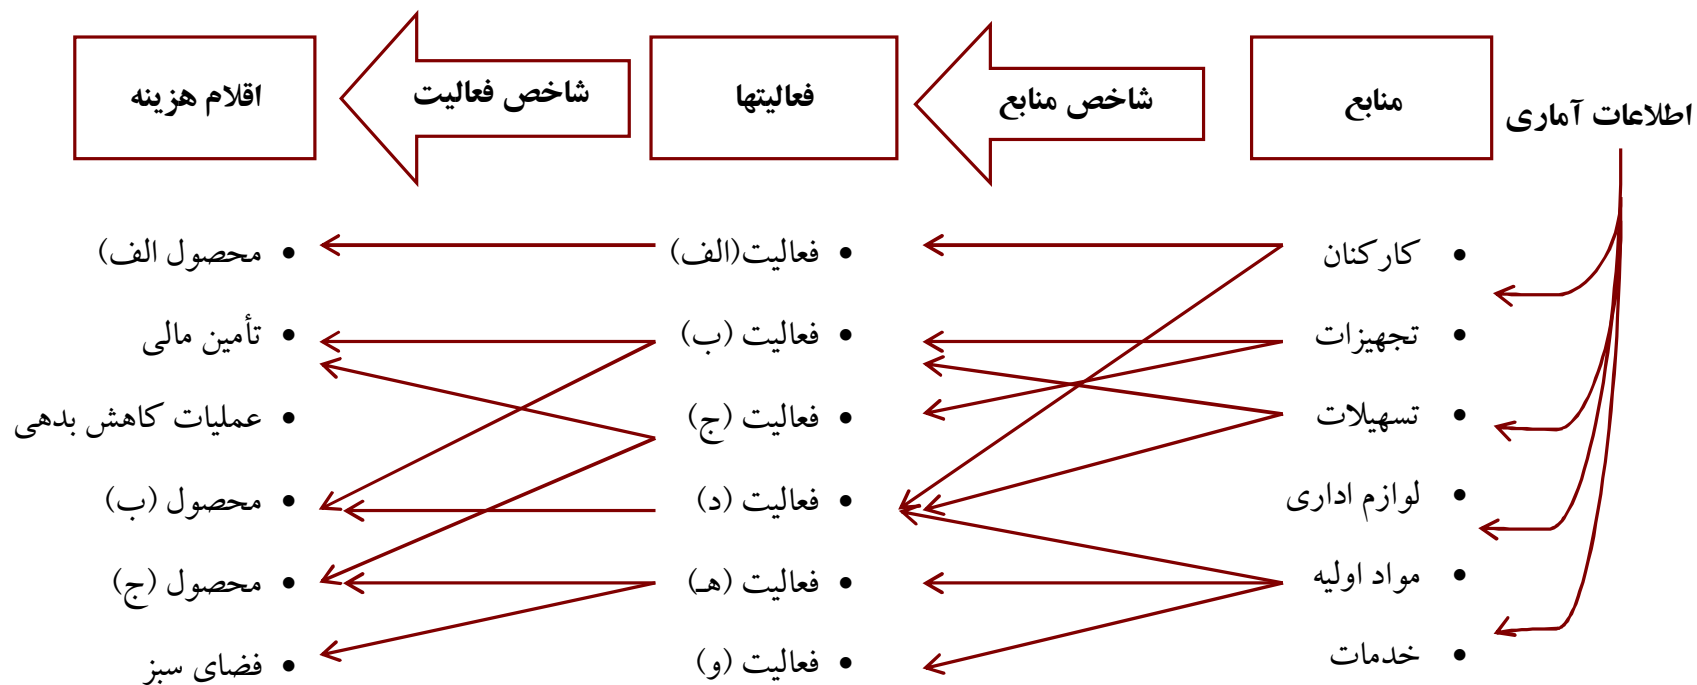 اطلاعات آماری
منابع
شاخص منابع
فعالیتها
شاخص فعالیت
اقلام هزینه
• کارکنان
• تجهیزات
• تسهیلات
• لوازم اداری
• مواد اولیه
• خدمات
• فعالیت(الف)
• فعالیت (ب)
• فعالیت (ج)
• فعالیت (د)
• فعالیت (هـ)
• فعالیت (و)
• محصول الف)
• تأمین مالی
• عملیات کاهش بدهی
• محصول (ب)
• محصول (ج)
• فضای سبز